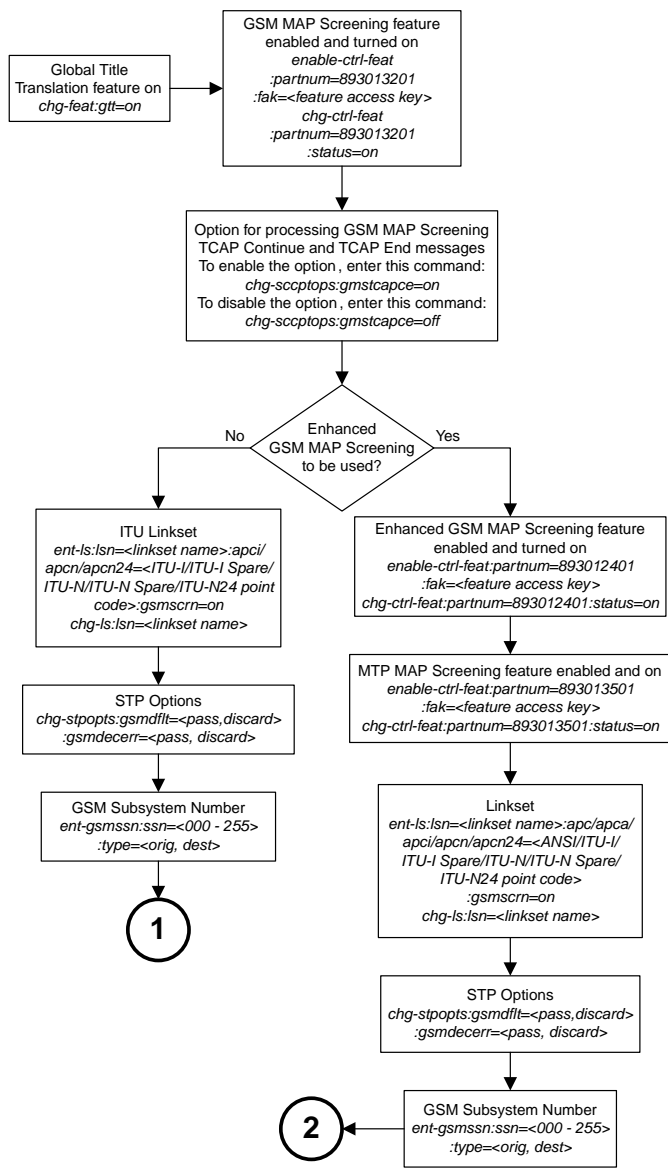 GSM MAP Screening feature
enabled and turned on
enable-ctrl-feat
:partnum=893013201
:fak=<feature access key>
chg-ctrl-feat
:partnum=893013201
:status=on
Global Title
Translation feature on
chg-feat:gtt=on
Option for processing GSM MAP Screening
TCAP Continue and TCAP End messages
To enable the option, enter this command:
chg-sccptops:gmstcapce=on
To disable the option, enter this command:
chg-sccptops:gmstcapce=off
Enhanced
GSM MAP Screening
to be used?
No
Yes
ITU Linkset
ent-ls:lsn=<linkset name>:apci/
apcn/apcn24=<ITU-I/ITU-I Spare/
ITU-N/ITU-N Spare/ITU-N24 point
code>:gsmscrn=on
chg-ls:lsn=<linkset name>
STP Options
chg-stpopts:gsmdflt=<pass,discard>
:gsmdecerr=<pass, discard>
GSM Subsystem Number
ent-gsmssn:ssn=<000 - 255>
:type=<orig, dest>
1
Enhanced GSM MAP Screening feature
enabled and turned on
enable-ctrl-feat:partnum=893012401
:fak=<feature access key>
chg-ctrl-feat:partnum=893012401:status=on
MTP MAP Screening feature enabled and on
enable-ctrl-feat:partnum=893013501
:fak=<feature access key>
chg-ctrl-feat:partnum=893013501:status=on
Linkset
ent-ls:lsn=<linkset name>:apc/apca/
apci/apcn/apcn24=<ANSI/ITU-I/
ITU-I Spare/ITU-N/ITU-N Spare/
ITU-N24 point code>
:gsmscrn=on
chg-ls:lsn=<linkset name>
STP Options
chg-stpopts:gsmdflt=<pass,discard>
:gsmdecerr=<pass, discard>
GSM Subsystem Number
ent-gsmssn:ssn=<000 - 255>
:type=<orig, dest>
2